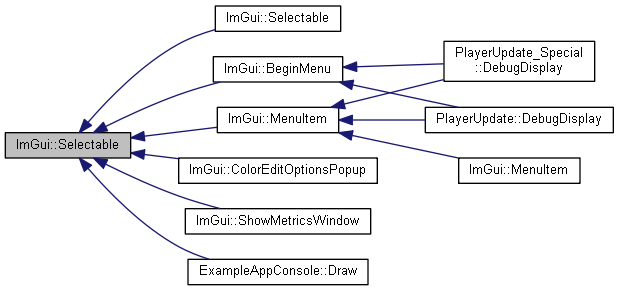 ImGui::Selectable
ImGui::Selectable
ImGui::BeginMenu
ImGui::MenuItem
ImGui::ColorEditOptionsPopup
ImGui::ShowMetricsWindow
ExampleAppConsole::Draw
PlayerUpdate_Special
::DebugDisplay
PlayerUpdate::DebugDisplay
ImGui::MenuItem